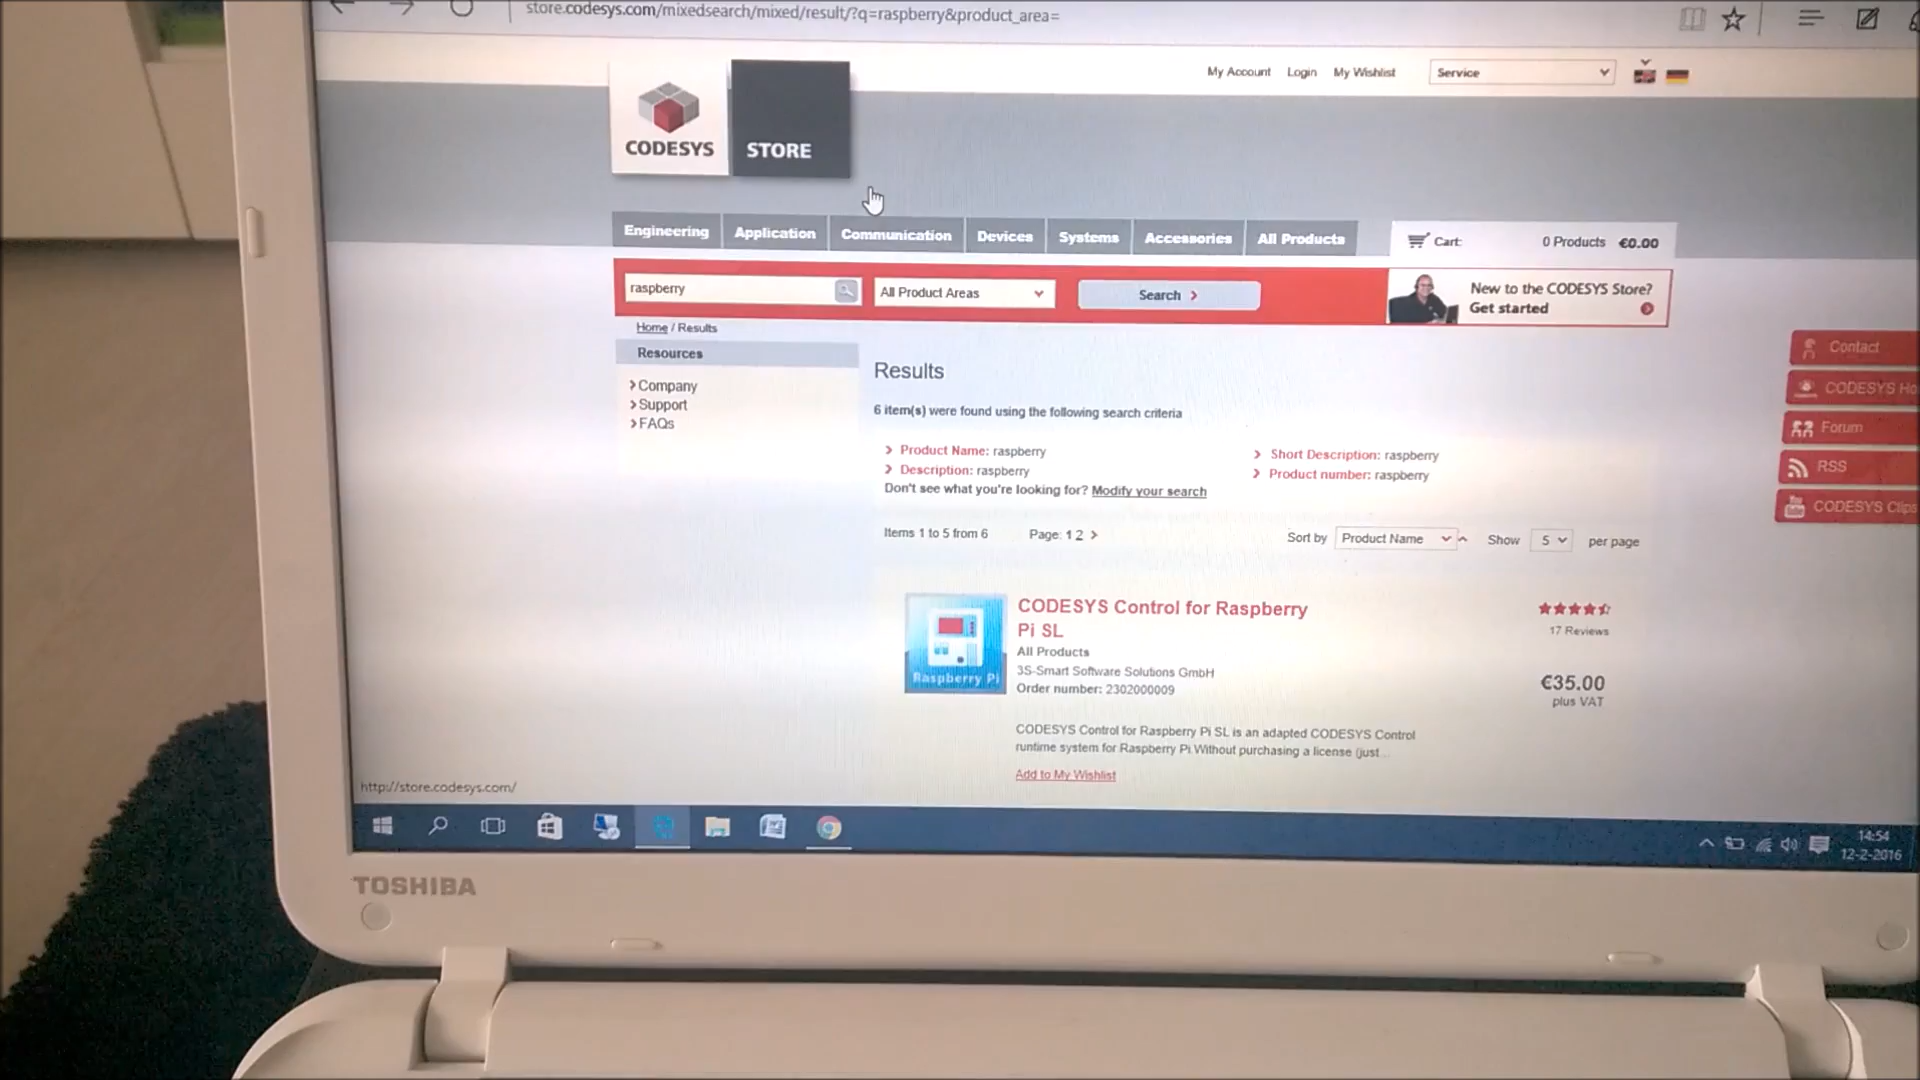 store.codesys.com/mixedsearch/mixed/result/?q=raspberry&product_area=
My Account Login My Wishlist Service
CODESYS STORE
Engineering Application Communication Devices Systems Accessories All Products
Cart: 0 Products €0.00
raspberry All Product Areas Search
New to the CODESYS Store?
Get started
Home / Results
Resources
Company
Support
FAQs
Results
6 item(s) were found using the following search criteria
Product Name: raspberry Short Description: raspberry
Description: raspberry Product number: raspberry
Don't see what you're looking for? Modify your search
Items 1 to 5 from 6 Page: 1 2 Sort by Product Name Show 5 per page
Contact
CODESYS Ho
Forum
RSS
You Tube CODESYS Clips
Raspberry Pi
CODESYS Control for Raspberry
Pi SL
All Products
3S-Smart Software Solutions GmbH
Order number: 2302000009
17 Reviews
€35.00
plus VAT
CODESYS Control for Raspberry Pi SL is an adapted CODESYS Control
runtime system for Raspberry Pi.Without purchasing a license (just...
Add to My Wishlist
http://store.codesys.com/
14:54
12-2-2016
TOSHIBA